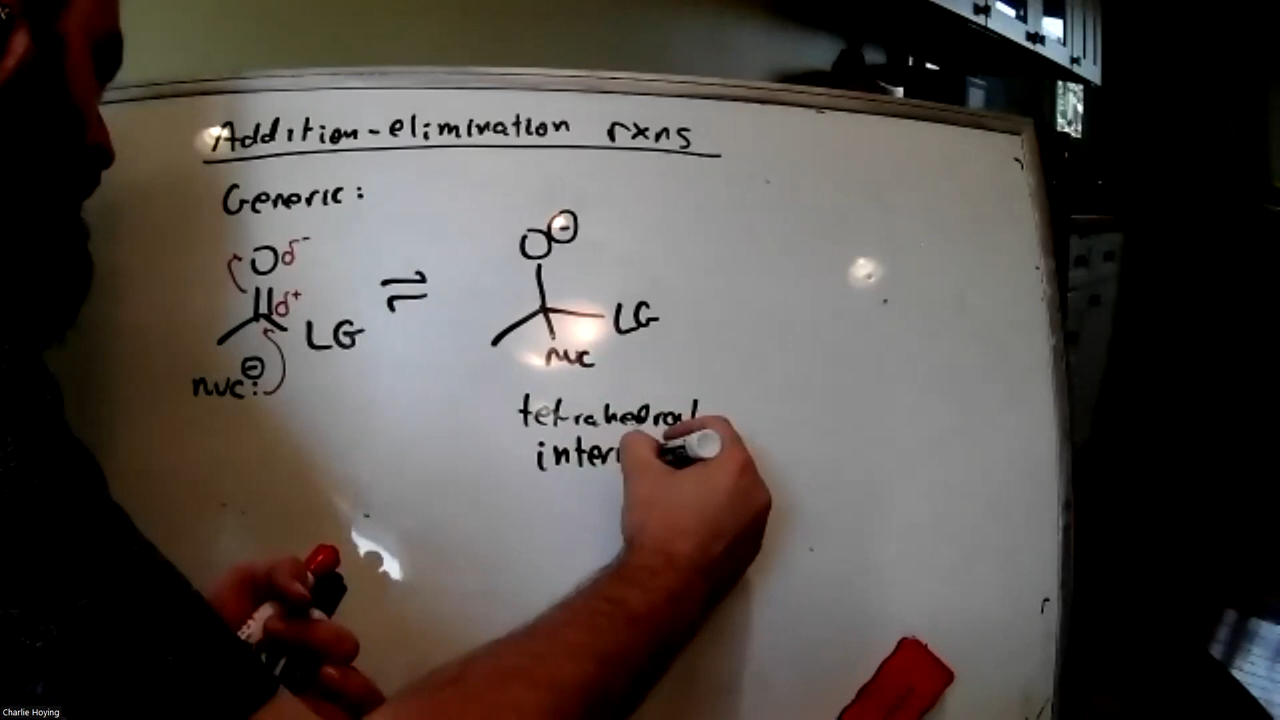 Addition-elimination rxns
Generic:
O δ-
δ+
LG
nuc: ⊖
⇌
O ⊖
LG
nuc
tetrahedral
inter
Charlie Hoying